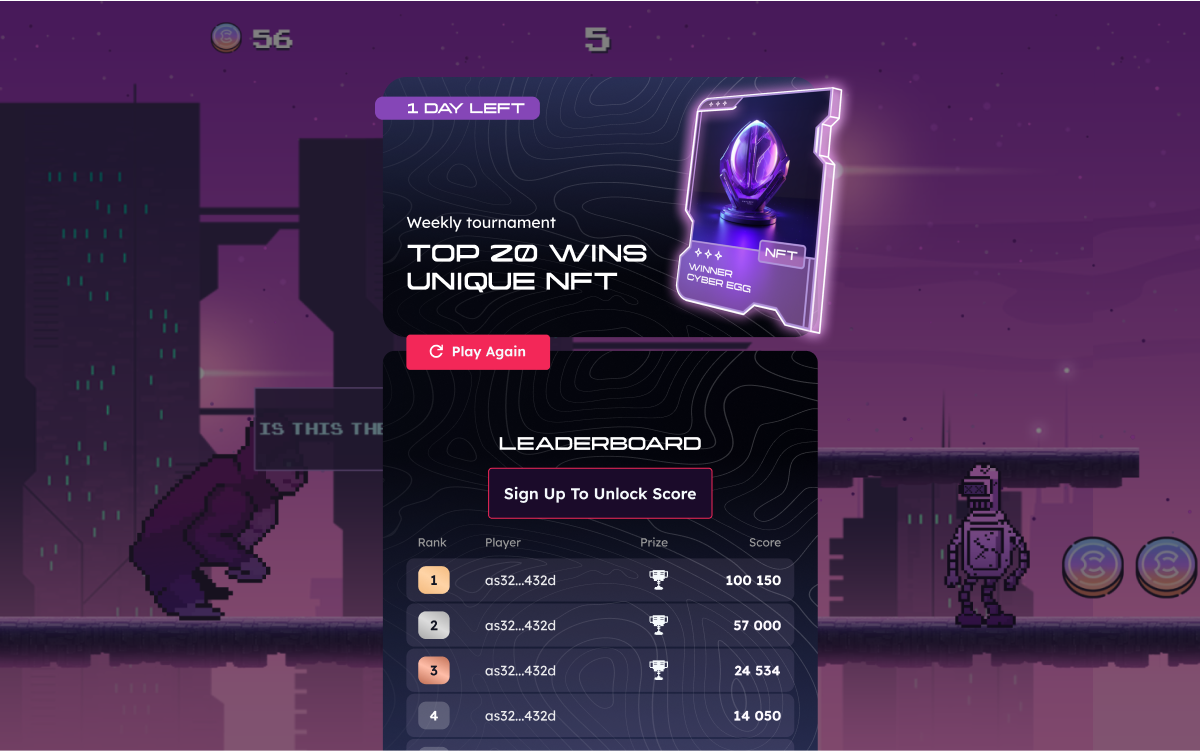 56
5
1 DAY LEFT
Weekly tournament
TOP 20 WINS
UNIQUE NFT
NFT
WINNER
CYBER EGG
Play Again
IS THIS THE
LEADERBOARD
Sign Up To Unlock Score
Rank Player Prize Score
1 as32...432d 100 150
2 as32...432d 57 000
3 as32...432d 24 534
4 as32...432d 14 050